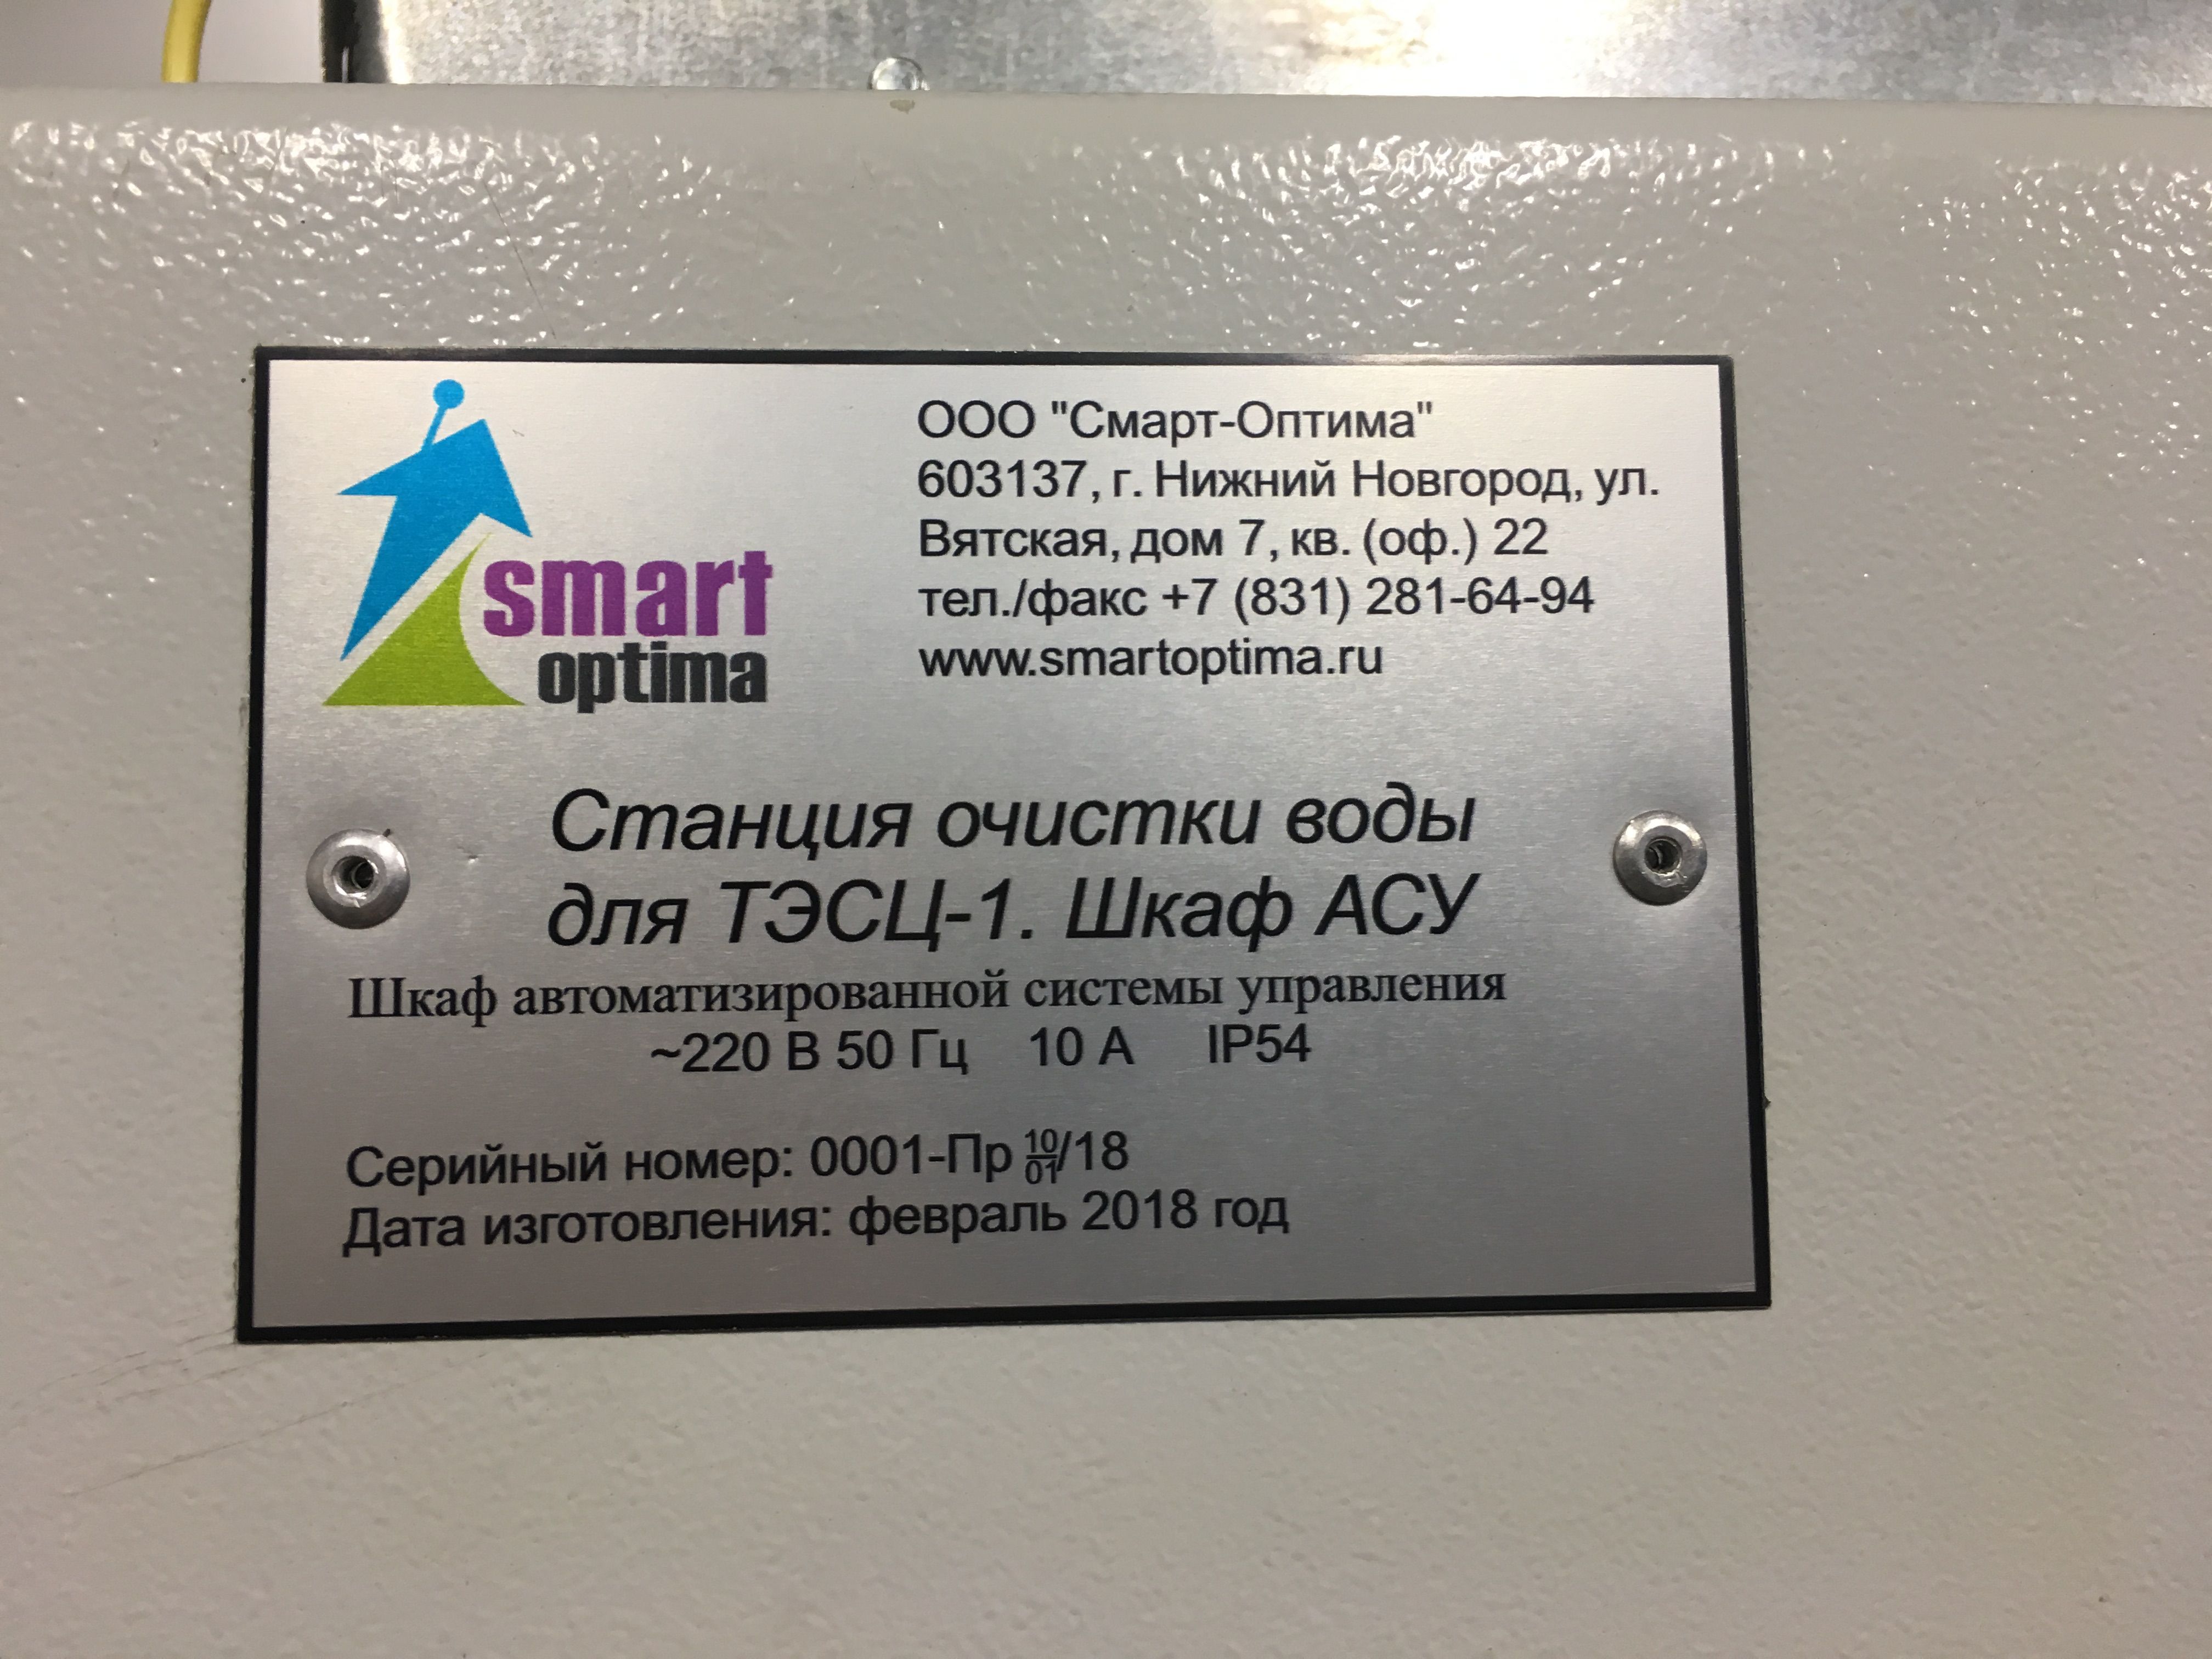 smart
optima
ООО "Смарт-Оптима"
603137, г. Нижний Новгород, ул.
Вятская, дом 7, кв. (оф.) 22
тел./факс +7 (831) 281-64-94
www.smartoptima.ru
Станция очистки воды
для ТЭСЦ-1. Шкаф АСУ
Шкаф автоматизированной системы управления
~220 В 50 Гц 10 А IP54
Серийный номер: 0001-Пр 10/01/18
Дата изготовления: февраль 2018 год